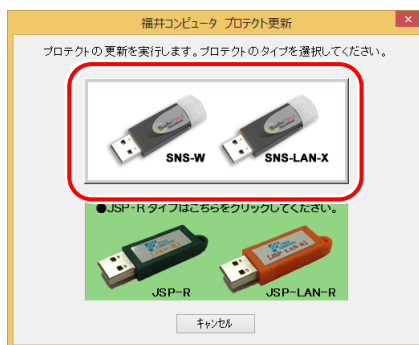 福井コンピュータ プロテクト更新
×
プロテクトの更新を実行します。プロテクトのタイプを選択してください。
SNS-W
SNS-LAN-X
●JSP-Rタイプはこちらをクリックしてください。
[JSP-R]
[JSP-LAN-R]
JSP-R
JSP-LAN-R
キャンセル